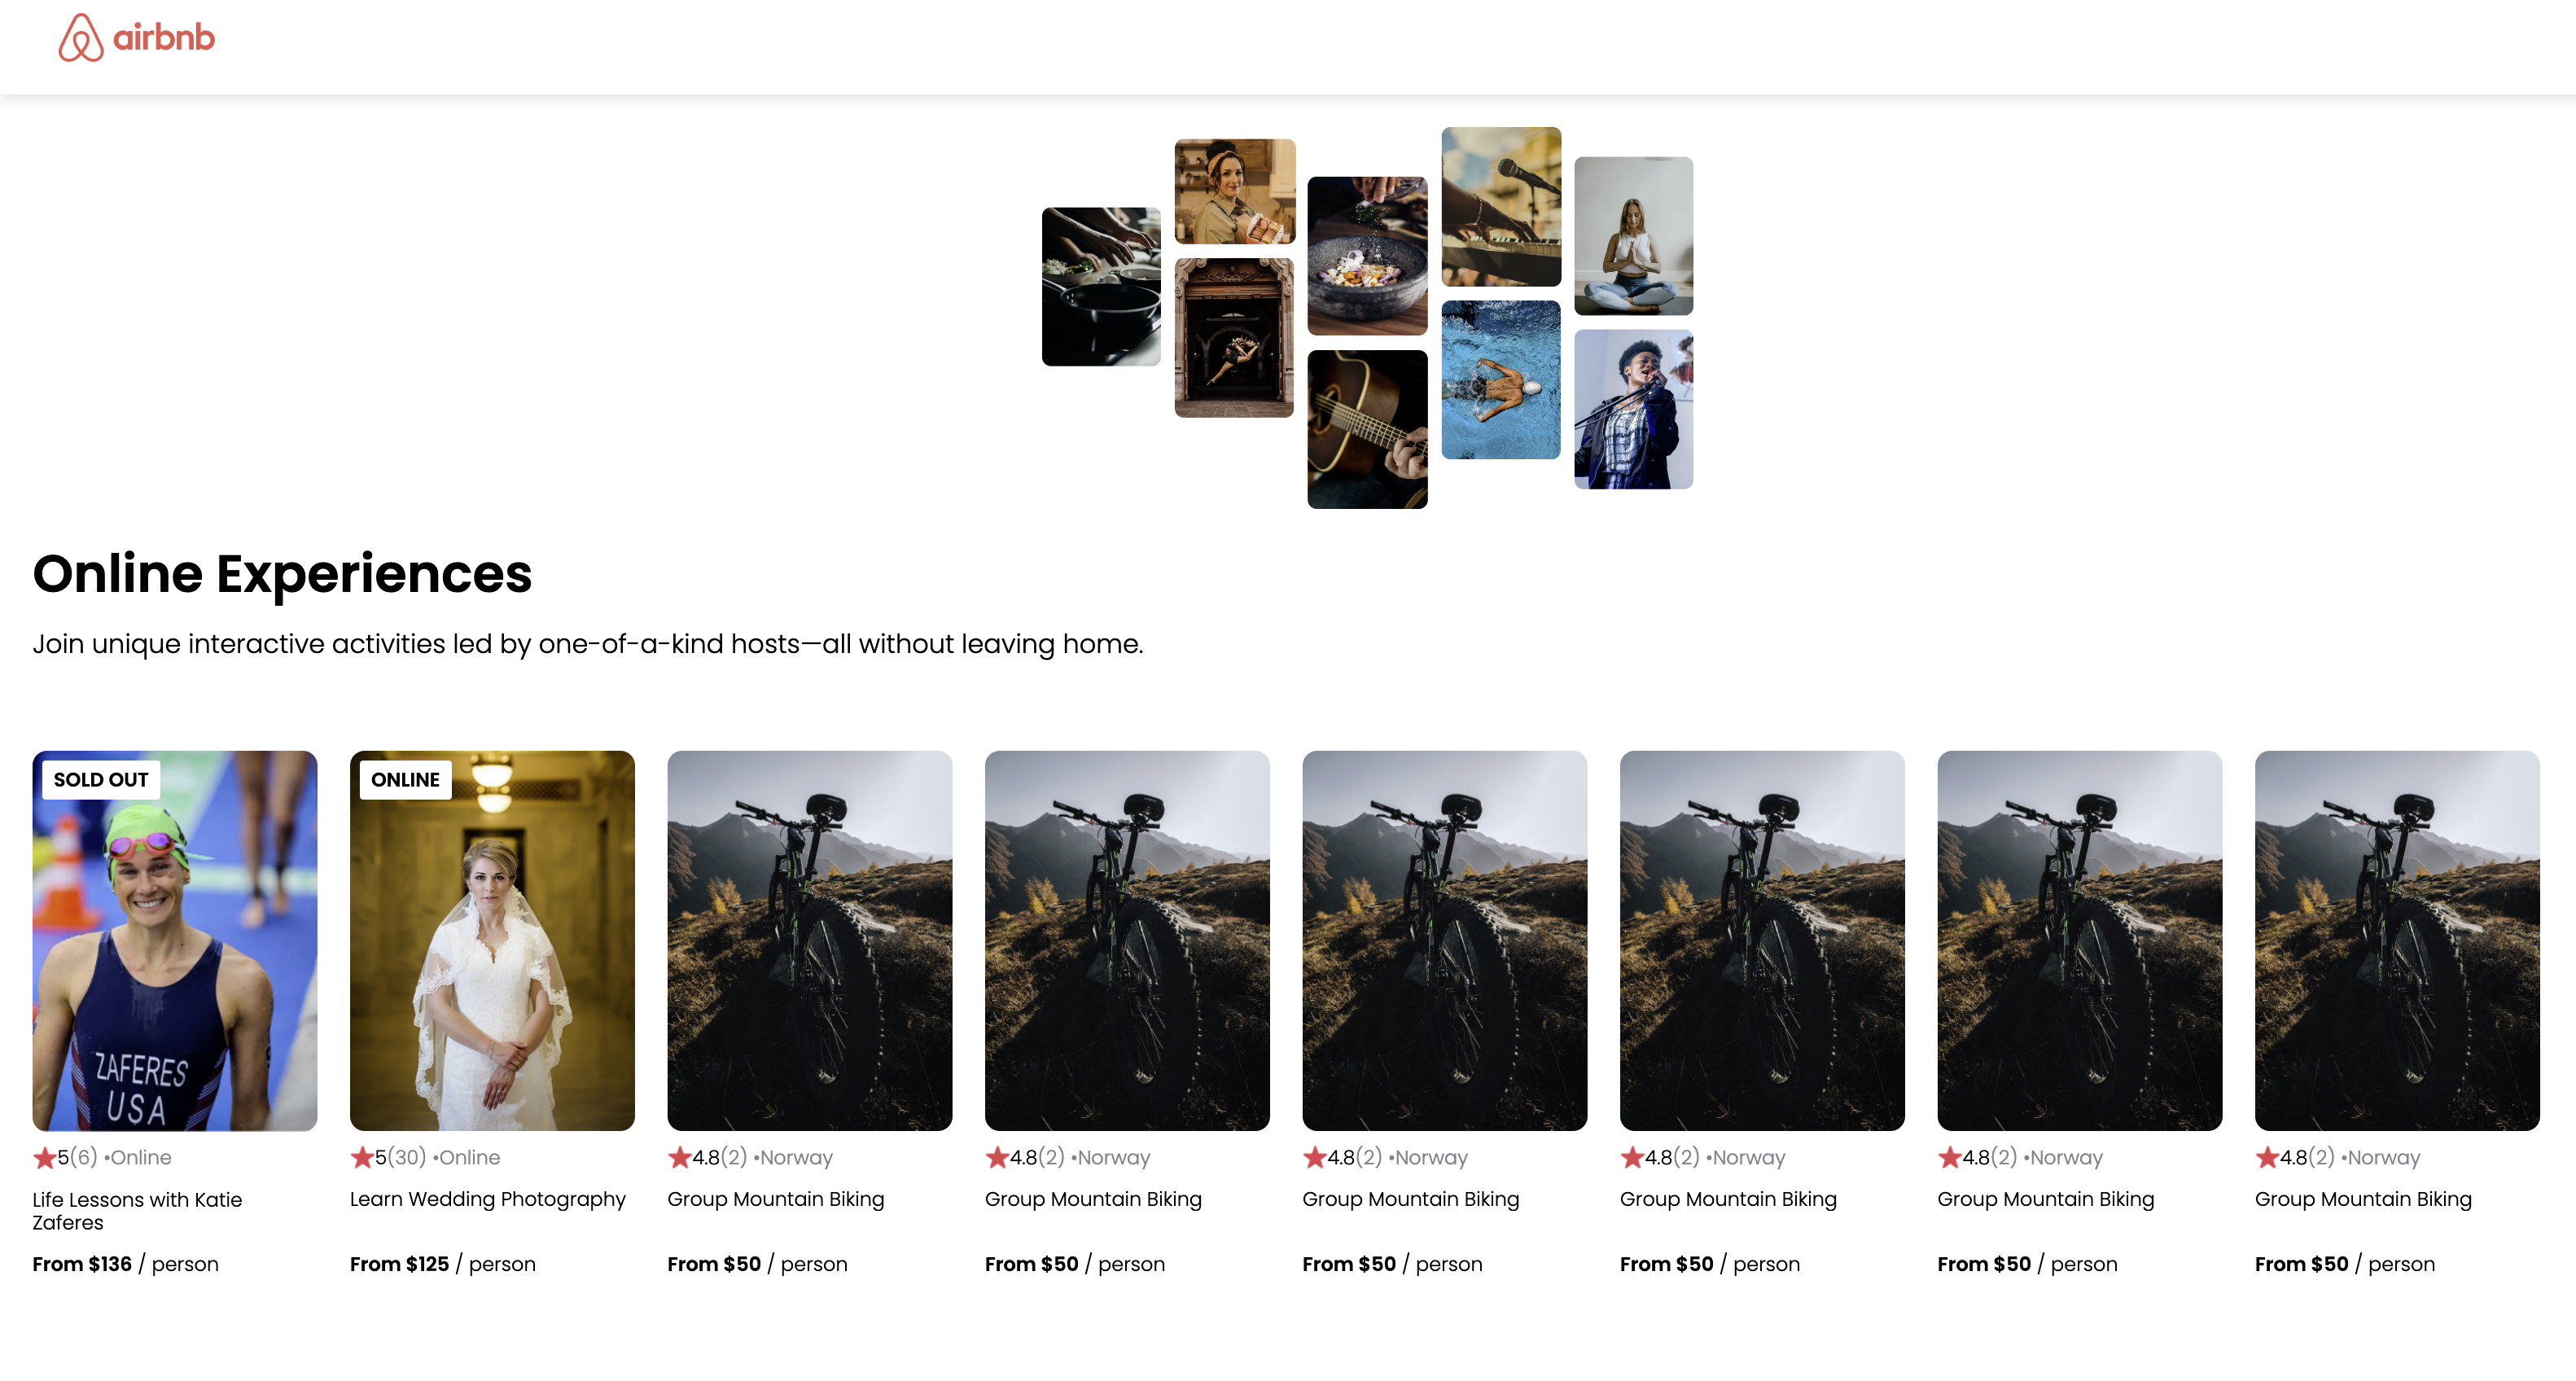 airbnb
Online Experiences
Join unique interactive activities led by one-of-a-kind hosts—all without leaving home.
SOLD OUT
ZAFERES
USA
5(6) •Online
Life Lessons with Katie
Zaferes
From $136 / person
ONLINE
5(30) •Online
Learn Wedding Photography
From $125 / person
4.8(2) •Norway
Group Mountain Biking
From $50 / person
4.8(2) •Norway
Group Mountain Biking
From $50 / person
4.8(2) •Norway
Group Mountain Biking
From $50 / person
4.8(2) •Norway
Group Mountain Biking
From $50 / person
4.8(2) •Norway
Group Mountain Biking
From $50 / person
4.8(2) •Norway
Group Mountain Biking
From $50 / person